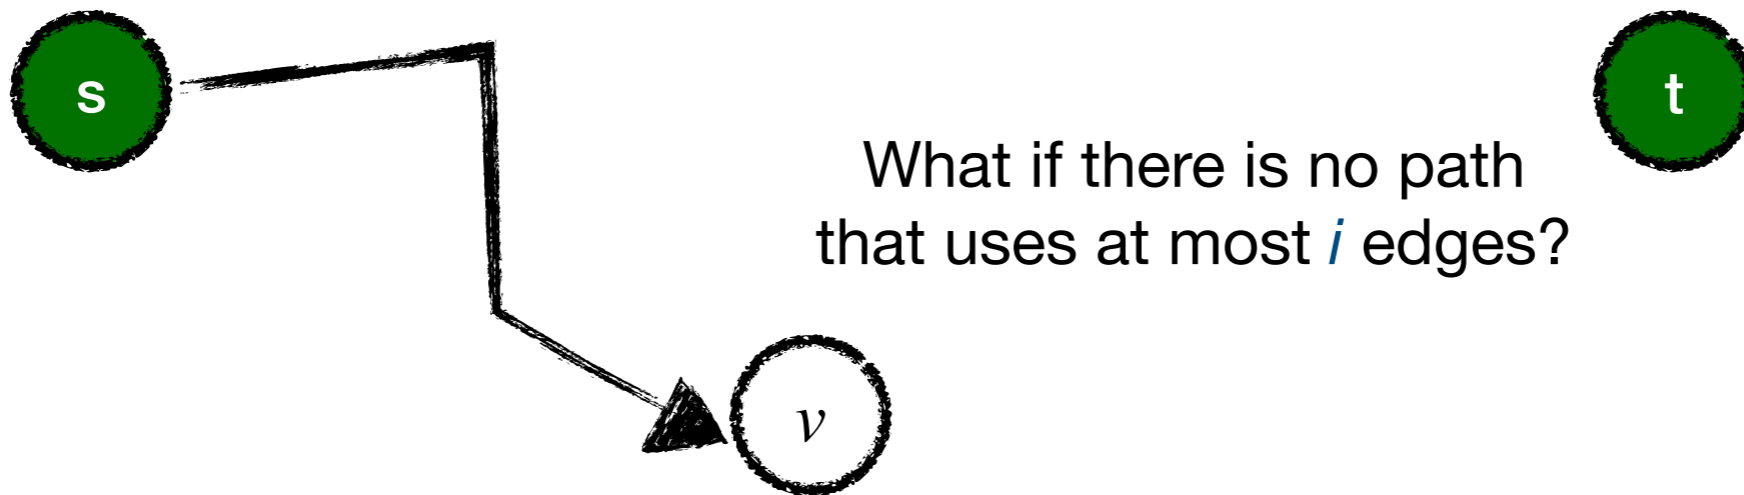 s
t
What if there is no path
that uses at most i edges?
v